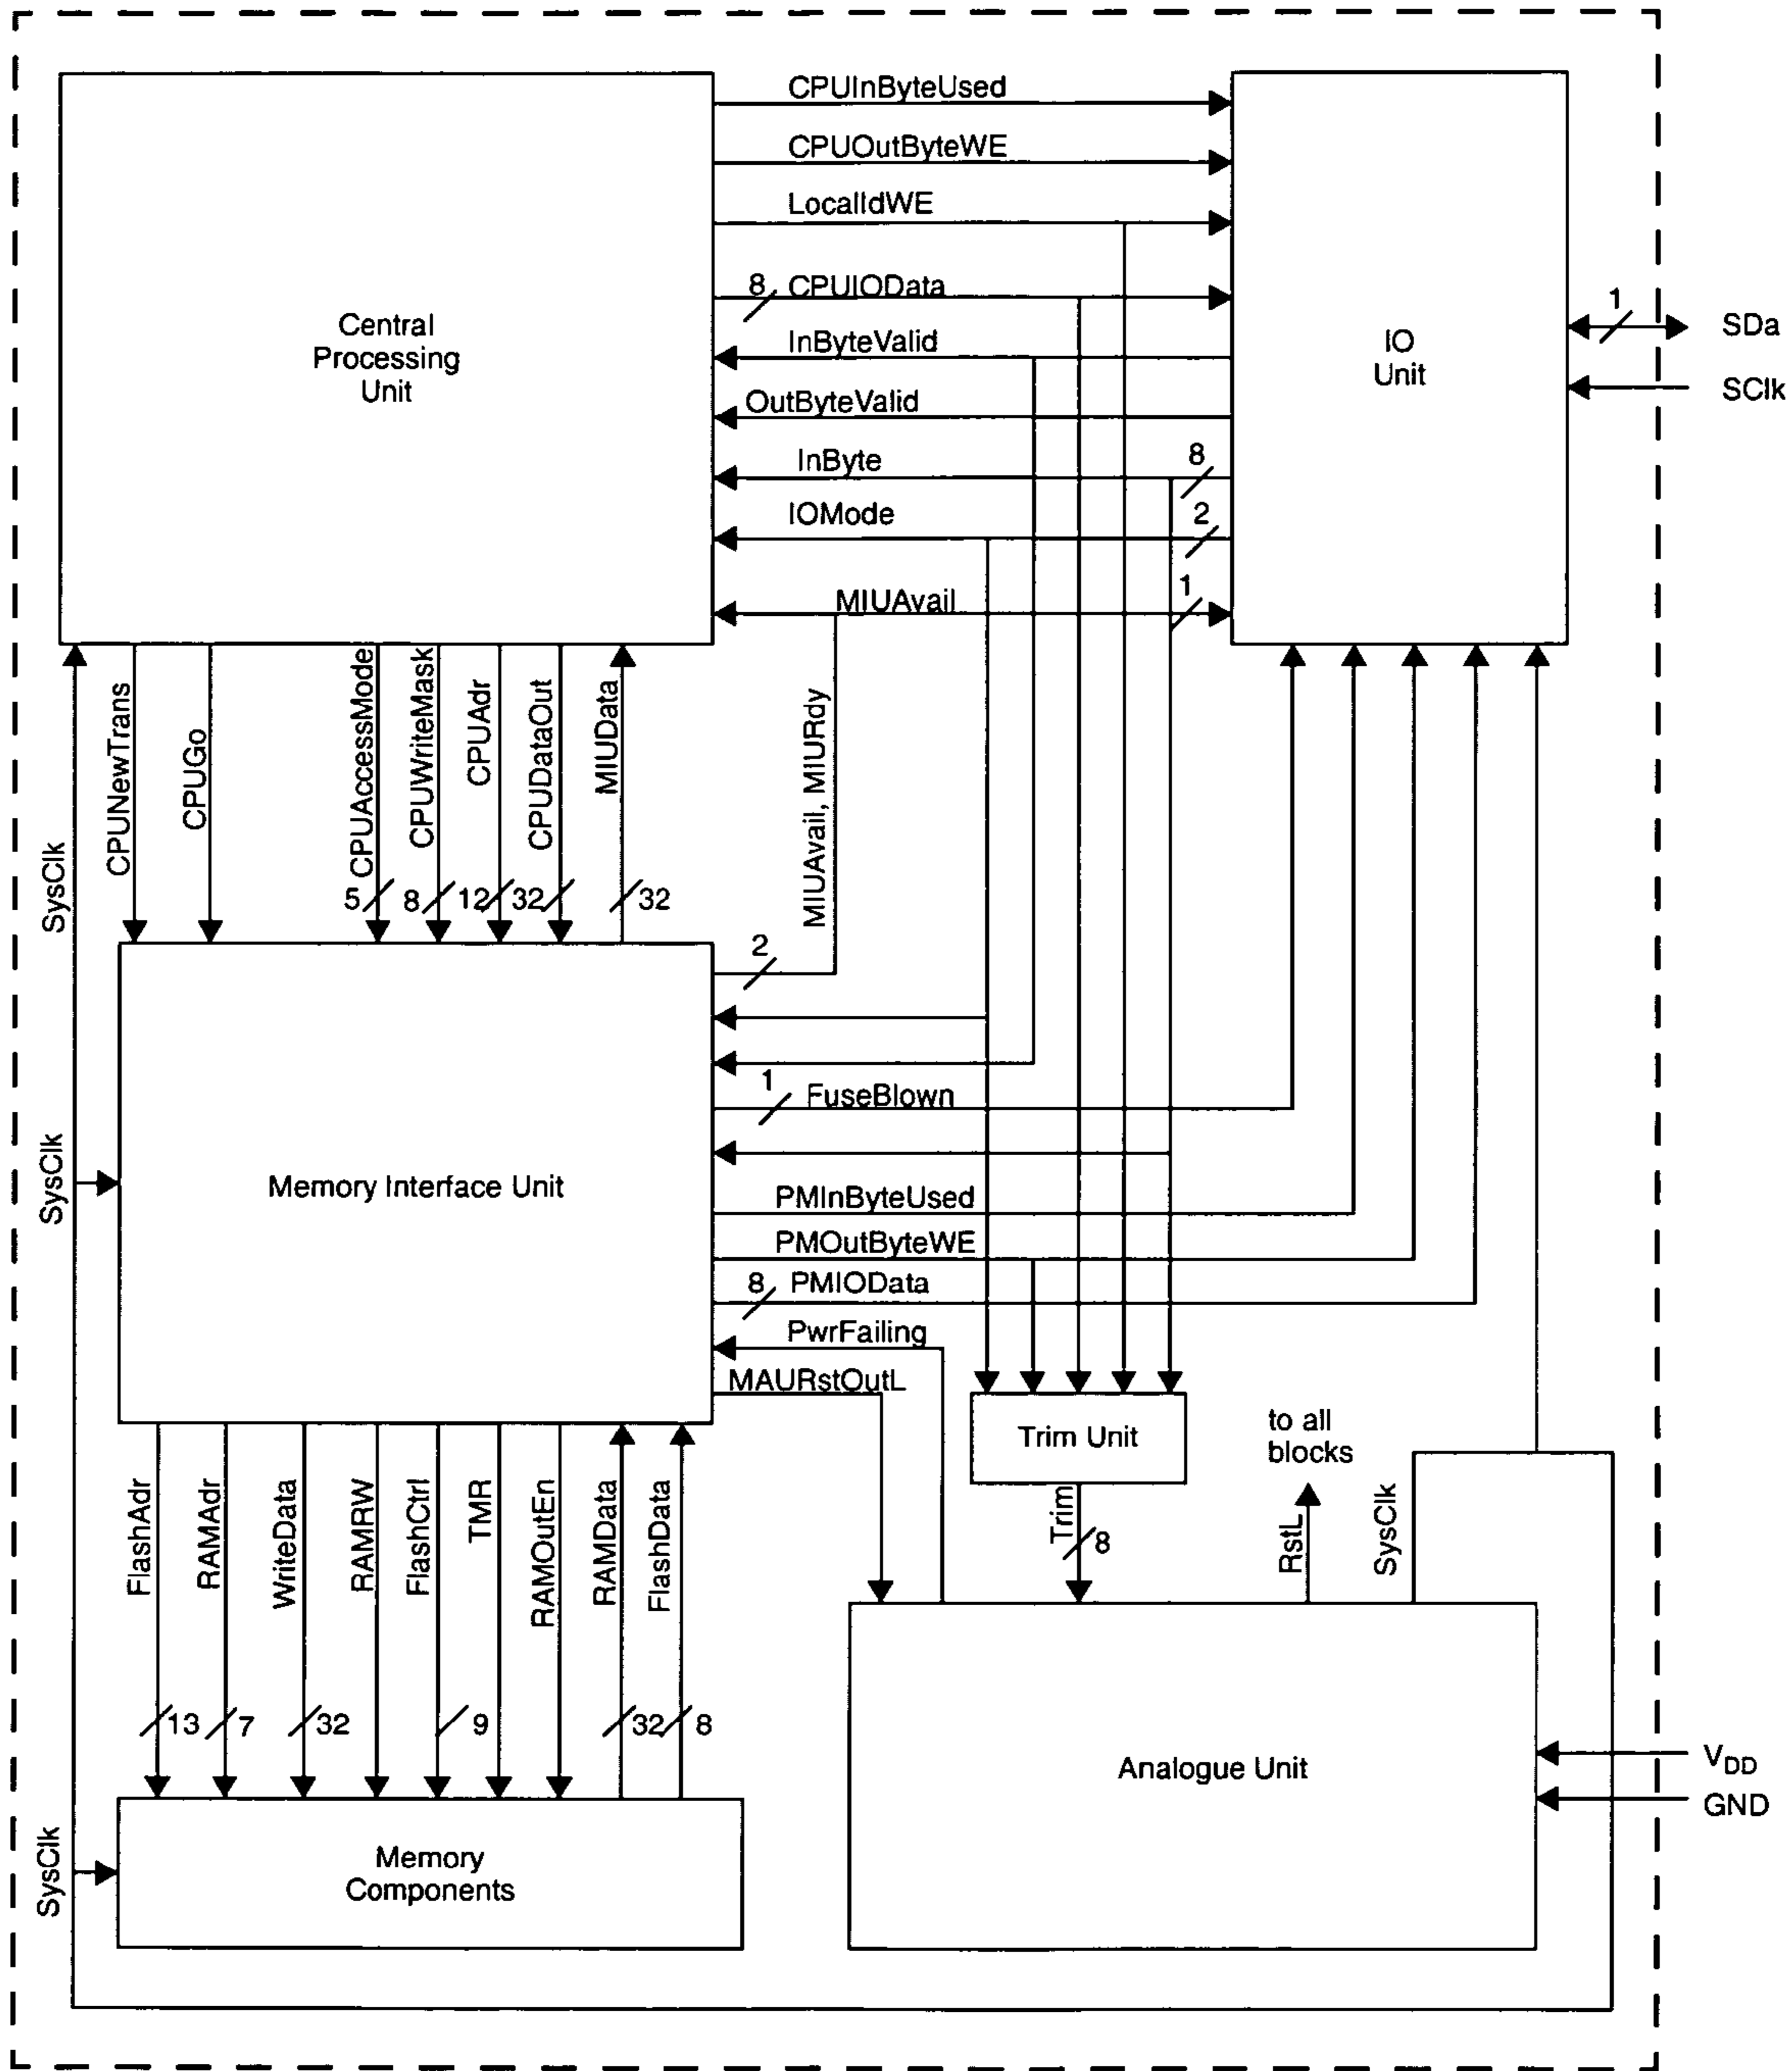 CPUInByteUsed
CPUOutByteWE
LocalIdWE
8 CPUIOData
InByteValid
OutByteValid
InByte 8
IOMode 2
MIUAvail 1
Central
Processing
Unit
IO
Unit
1 SDa
SClk
CPUNewTrans
CPUGo
CPUAccessMode
CPUWriteMask
CPUAdr
CPUDataOut
MIUData
5 8 12 32 32
SysClk
MIUAvail, MIURdy
2
1 FuseBlown
SysClk
Memory Interface Unit
PMInByteUsed
PMOutByteWE
8 PMIOData
PwrFailing
MAURstOutL
Trim Unit
to all
blocks
FlashAdr
RAMAdr
WriteData
RAMRW
FlashCtrl
TMR
RAMOutEn
RAMData
FlashData
Trim
8
RstL
SysClk
13 7 32 9 32 8
Analogue Unit
VDD
GND
SysClk
Memory
Components